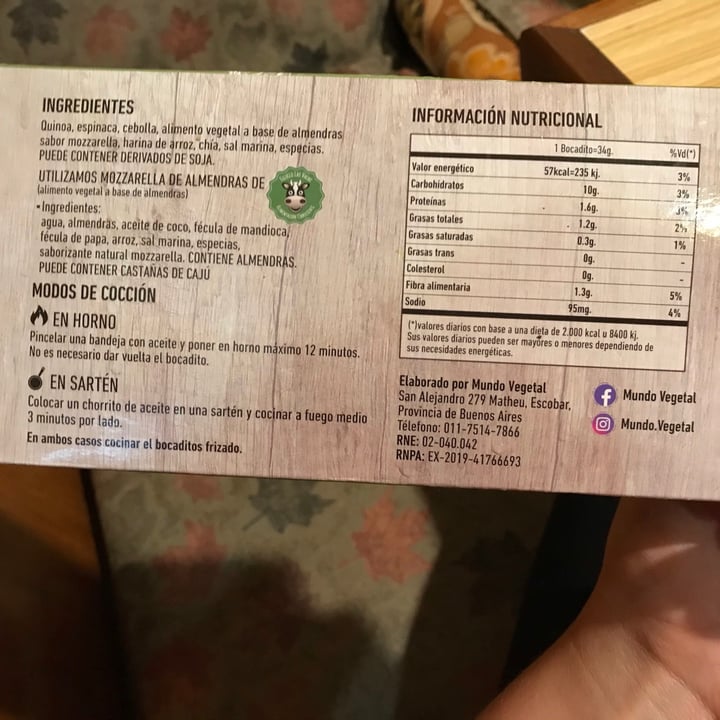 INGREDIENTES
Quinoa, espinaca, cebolla, alimento vegetal a base de almendras
sabor mozzarella, harina de arroz, chía, sal marina, especias.
PUEDE CONTENER DERIVADOS DE SOJA.
UTILIZAMOS MOZZARELLA DE ALMENDRAS DE
(alimento vegetal a base de almendras)
•Ingredientes:
agua, almendras, aceite de coco, fécula de mandioca,
fécula de papa, arroz, sal marina, especias,
saborizante natural mozzarella. CONTIENE ALMENDRAS.
PUEDE CONTENER CASTAÑAS DE CAJÚ
MODOS DE COCCIÓN
EN HORNO
Pincelar una bandeja con aceite y poner en horno máximo 12 minutos.
No es necesario dar vuelta el bocadito.
EN SARTÉN
Colocar un chorrito de aceite en una sartén y cocinar a fuego medio
3 minutos por lado.
En ambos casos cocinar el bocaditos frizado.
INFORMACIÓN NUTRICIONAL
1 Bocadito=34g. %Vd(*)
Valor energético 57kcal=235 kj. 3%
Carbohidratos 10g. 3%
Proteínas 1.6g. 3%
Grasas totales 1.2g. 2%
Grasas saturadas 0.3g. 1%
Grasas trans 0g. -
Colesterol 0g. -
Fibra alimentaria 1.3g. 5%
Sodio 95mg. 4%
(*)valores diarios con base a una dieta de 2.000 kcal u 8400 kj.
Sus valores diarios pueden ser mayores o menores dependiendo de
sus necesidades energéticas.
Elaborado por Mundo Vegetal
San Alejandro 279 Matheu, Escobar,
Provincia de Buenos Aires
Télefono: 011-7514-7866
RNE: 02-040.042
RNPA: EX-2019-41766693
Mundo Vegetal
Mundo.Vegetal